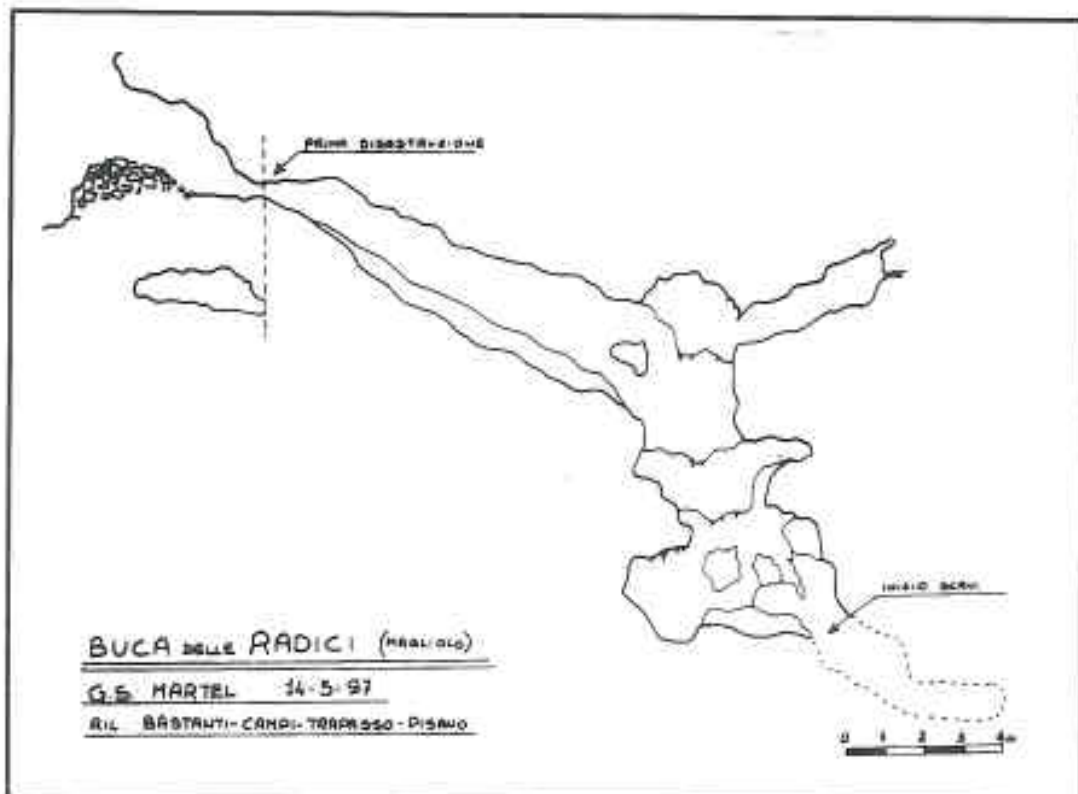 PRIMA DISOSTRUZIONE
INIZIO SCAVI
BUCA DELLE RADICI (MAGLIOLO)
G.S. MARTEL 14-5-97
RIL BASTANTI-CAMPI-TRAPASSO-PISANO
0 1 2 3 4m